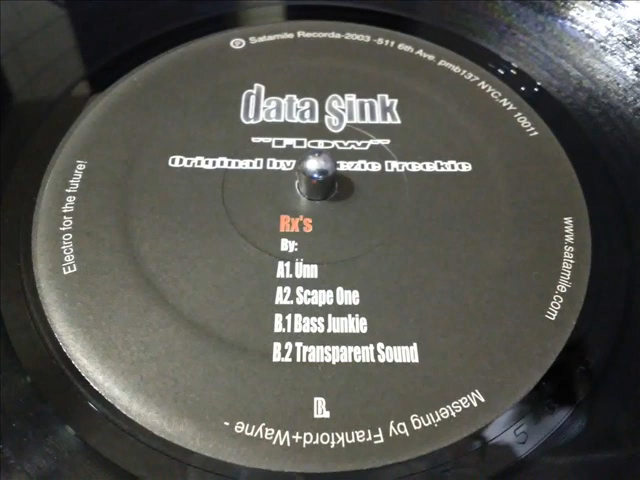 ℗ Satamile Records-2003 -511 6th Ave. pmb137 NYC.NY 10011
data sink
"Flow"
Original by
Freekie
Electro for the future!
Rx's
By:
A1. Ünn
A2. Scape One
B.1 Bass Junkie
B.2 Transparent Sound
www.satamile.com
B.
Mastering by Frankford+Wayne -